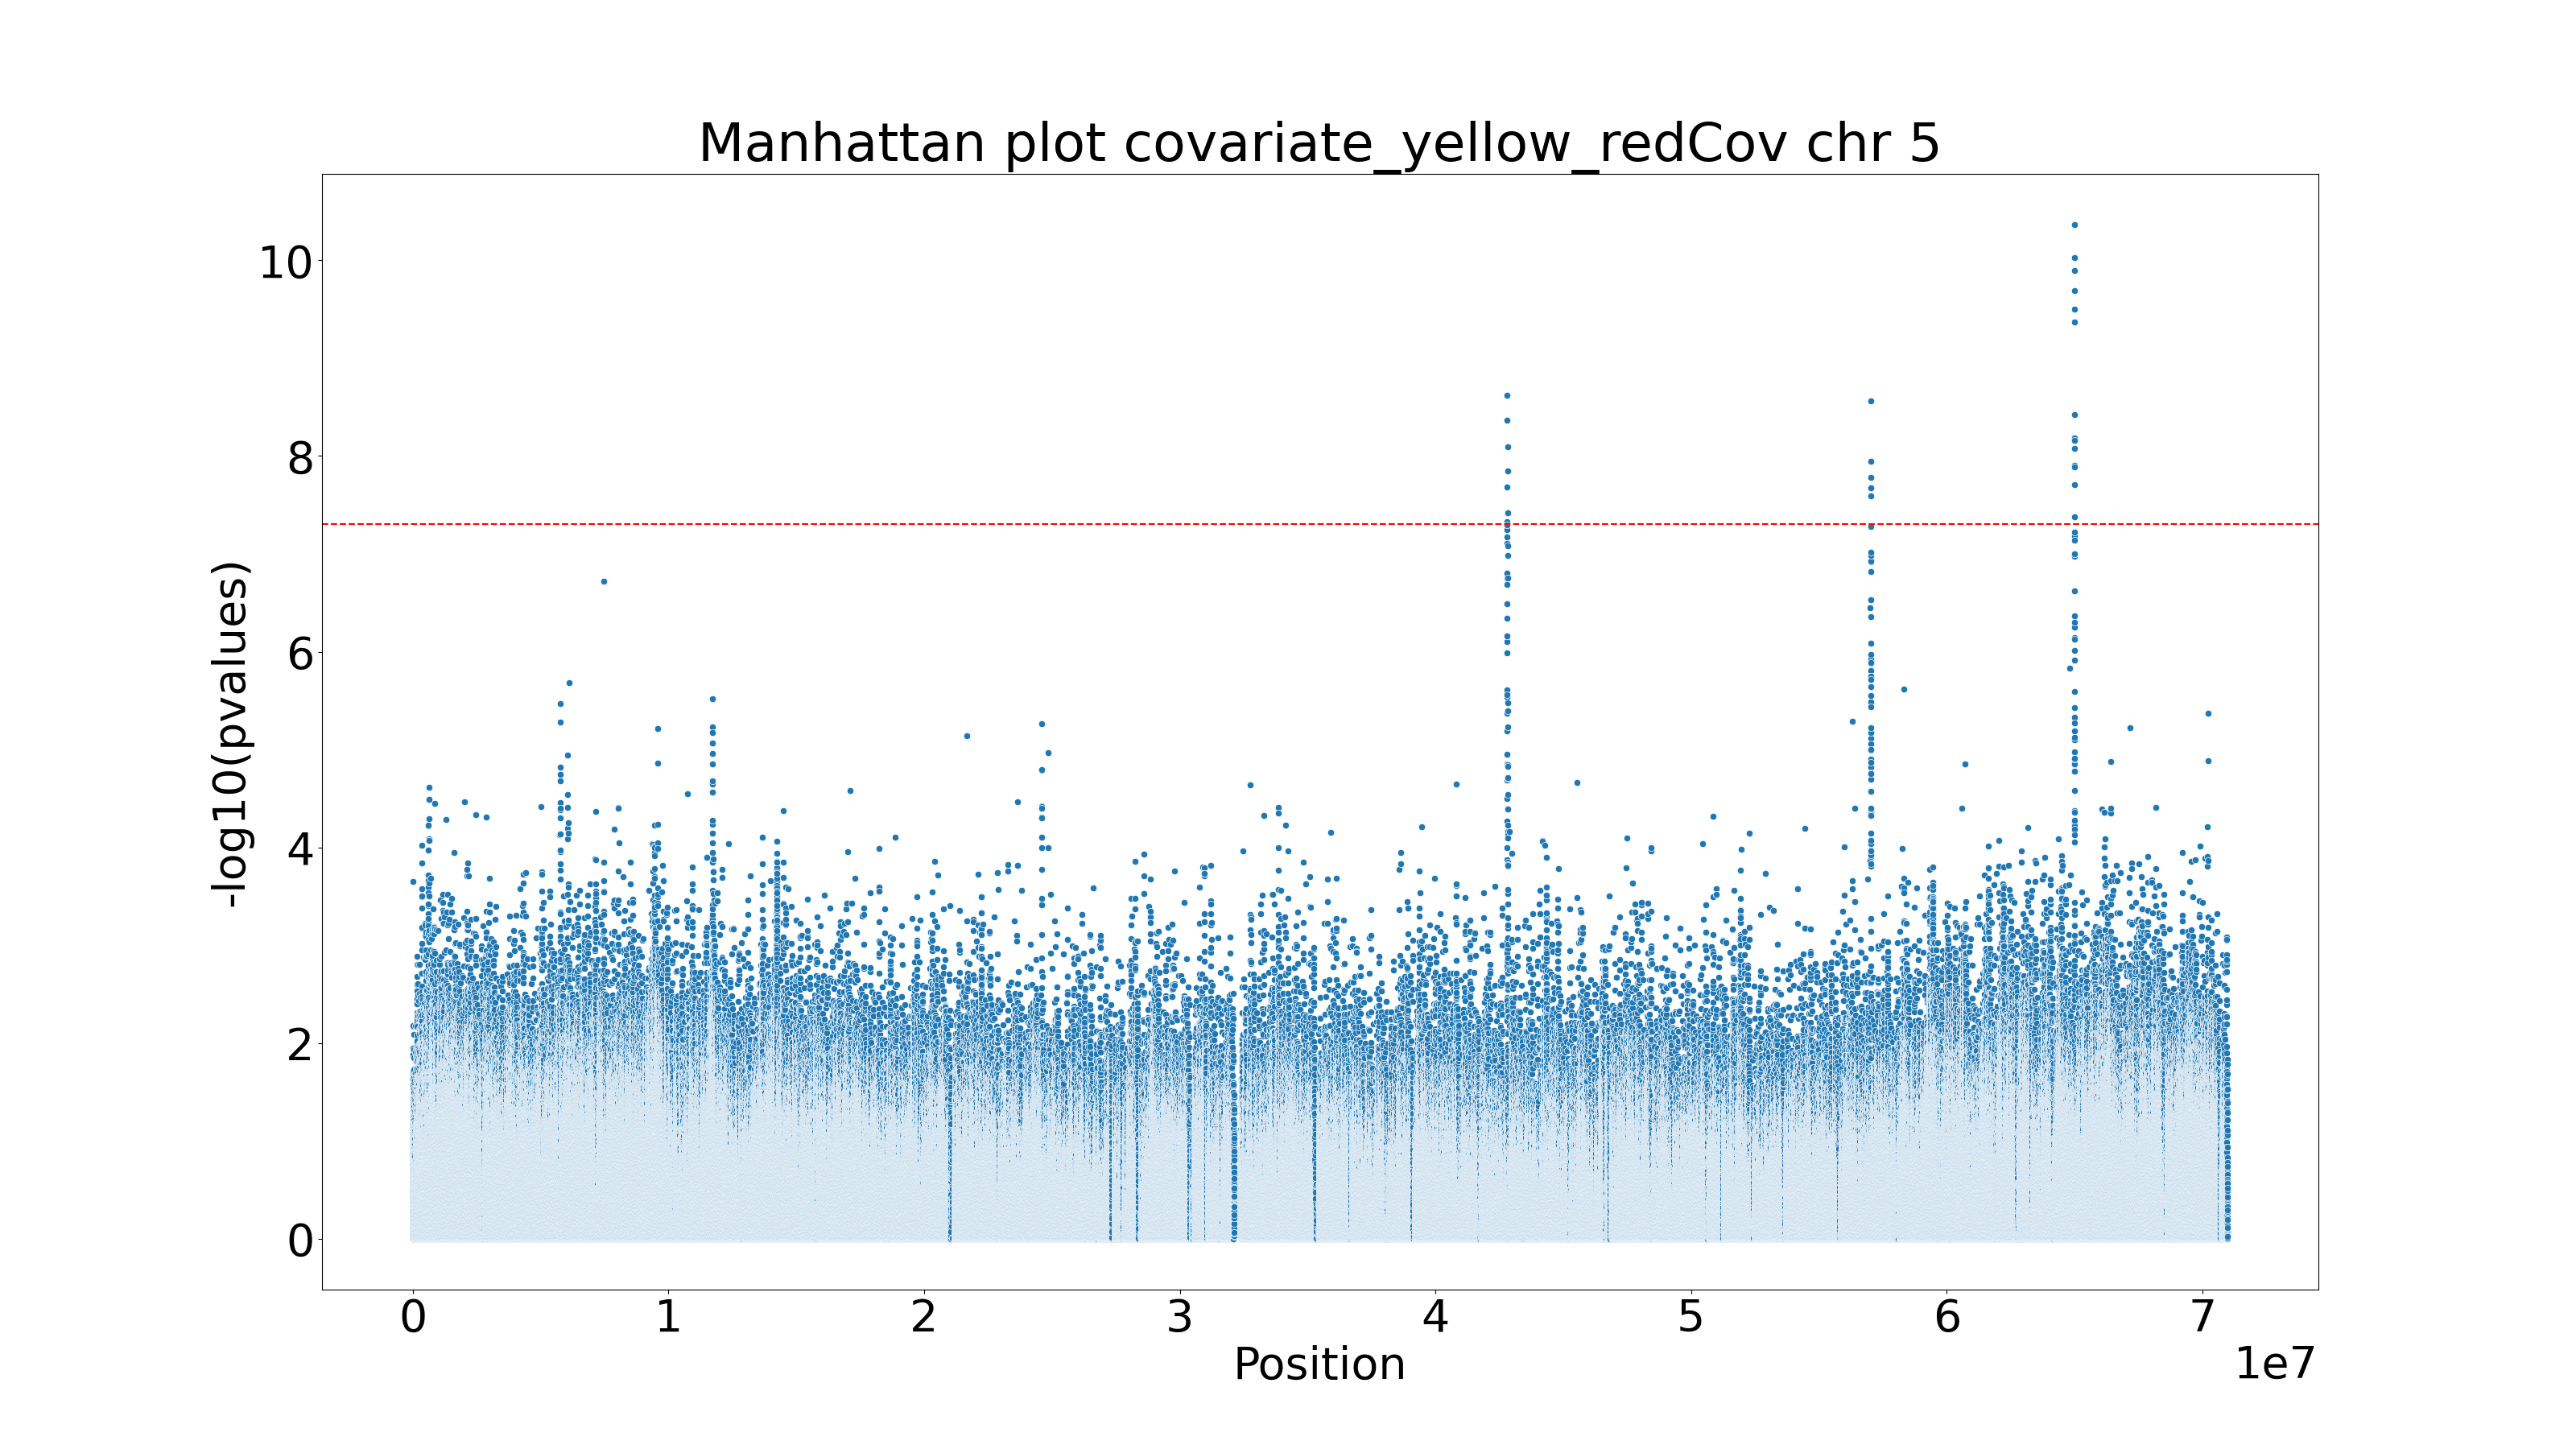 Manhattan plot covariate_yellow_redCov chr 5
-log10(pvalues)
10
8
6
4
2
0
0 1 2 3 4 5 6 7
1e7
Position